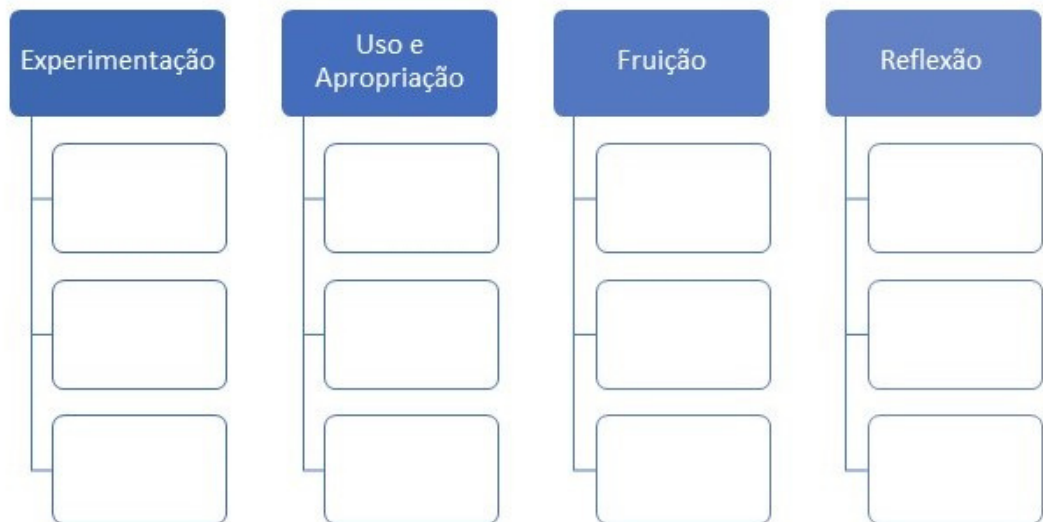 Experimentação
Uso e
Apropriação
Fruição
Reflexão